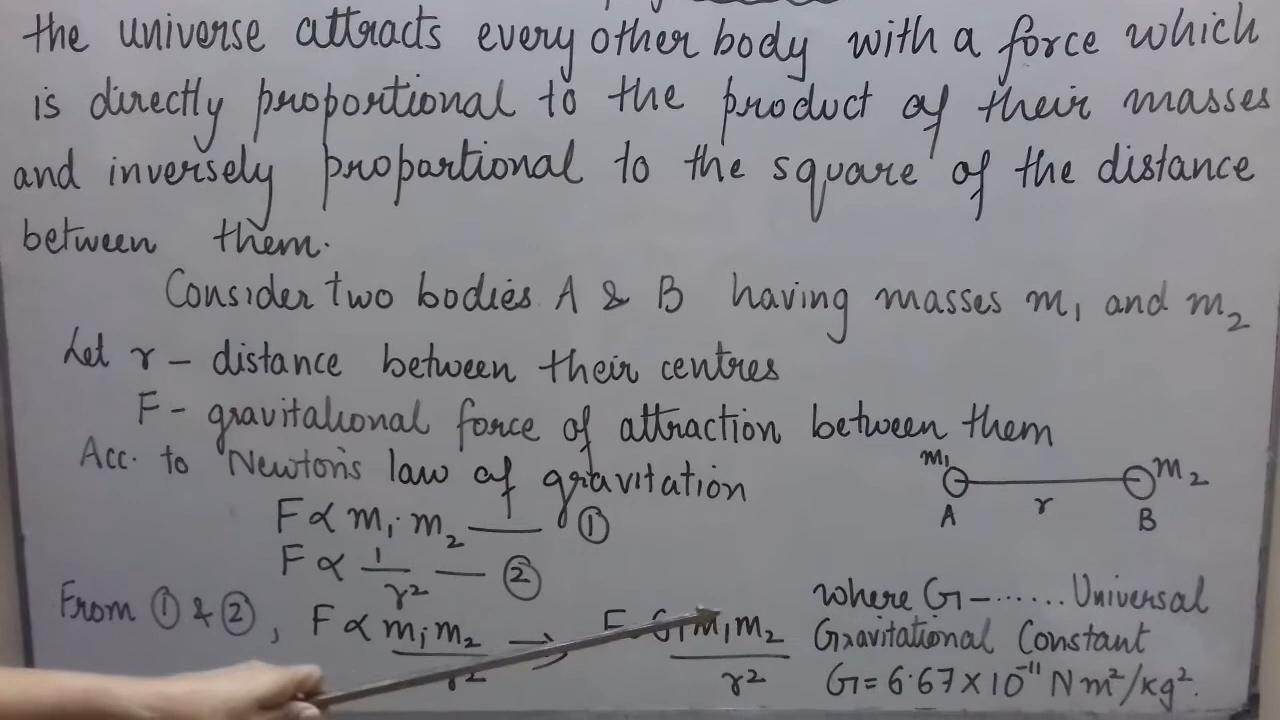 the universe attracts every other body with a force which
is directly proportional to the product of their masses
and inversely proportional to the square of the distance
between them.
Consider two bodies A & B having masses m₁ and m₂
Let r – distance between their centres
F - gravitational force of attraction between them
Acc. to Newton's law of gravitation
m₁ m₂
A r B
F ∝ m₁. m₂ — ①
F ∝ 1/r² — ②
From ① & ②, F ∝ m₁m₂/r² → F G m₁m₂/r²
where G – ...... Universal
Gravitational Constant
G = 6.67 × 10⁻¹¹ Nm²/kg².